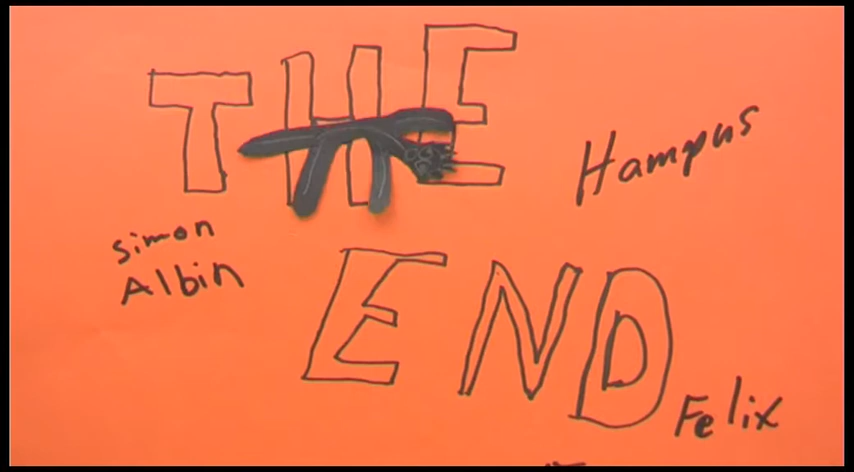 THE
Hampus
simon
Albin
END
Felix